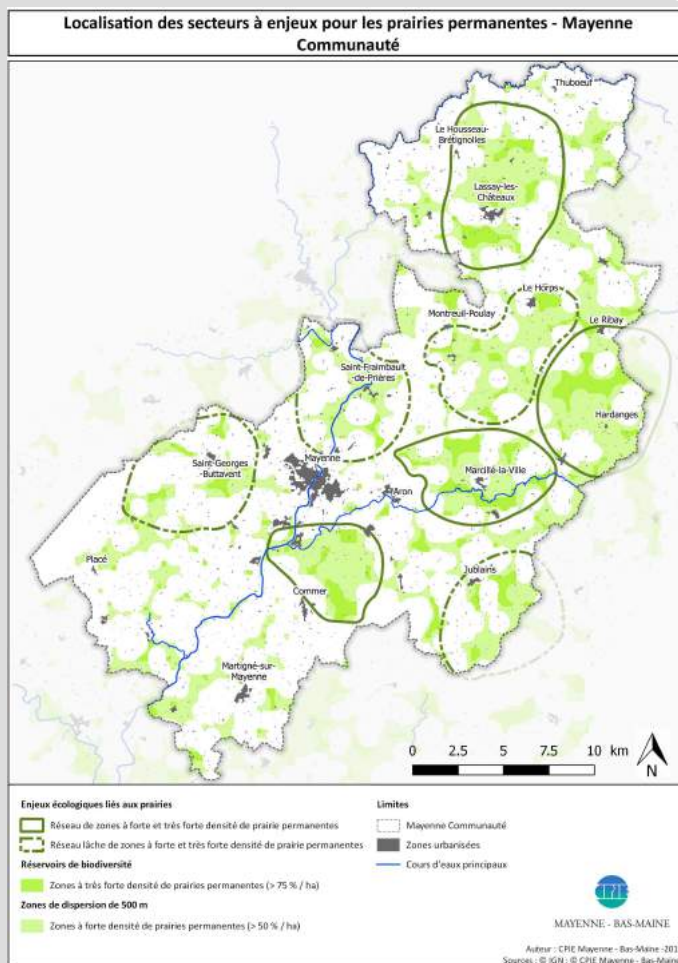 Localisation des secteurs à enjeux pour les prairies permanentes - Mayenne
Communauté
Thuboeuf
Le Housseau-
Brétignolles
Lassay-les-
Châteaux
Le Horps
Montreuil-Poulay
Le Ribay
Saint-Fraimbault
-de-Prières
Hardanges
Saint-Georges-
Buttavent
Mayenne
Marcillé-la-Ville
Aron
Placé
Jublains
Commer
Martigné-sur-
Mayenne
0 2.5 5 7.5 10 km
N
Enjeux écologiques liés aux prairies
Réseau de zones à forte et très forte densité de prairie permanentes
Réseau lâche de zones à forte et très forte densité de prairie permanentes
Réservoirs de biodiversité
Zones à très forte densité de prairies permanentes (> 75 % / ha)
Zones de dispersion de 500 m
Zones à forte densité de prairies permanentes (> 50 % / ha)
Limites
Mayenne Communauté
Zones urbanisées
Cours d'eaux principaux
CPIE
MAYENNE - BAS-MAINE
Auteur : CPIE Mayenne - Bas-Maine -201
Sources : © IGN ; © CPIE Mayenne - Bas-Maine